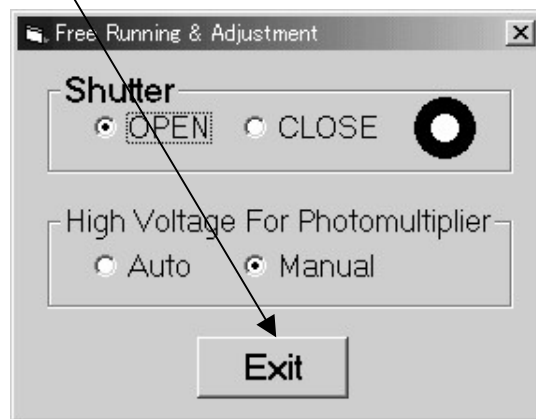 Free Running & Adjustment
Shutter
OPEN CLOSE
High Voltage For Photomultiplier
Auto Manual
Exit